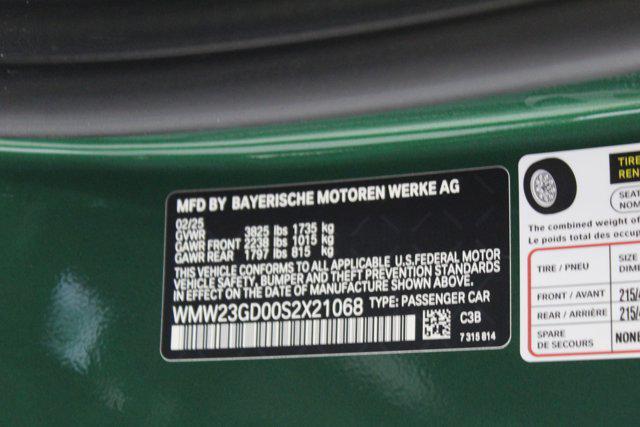 MFD BY BAYERISCHE MOTOREN WERKE AG
02/25
GVWR 3825 lbs 1735 kg
GAWR FRONT 2238 lbs 1015 kg
GAWR REAR 1797 lbs 815 kg
THIS VEHICLE CONFORMS TO ALL APPLICABLE U.S.FEDERAL MOTOR
VEHICLE SAFETY, BUMPER AND THEFT PREVENTION STANDARDS
IN EFFECT ON THE DATE OF MANUFACTURE SHOWN ABOVE.
WMW23GD00S2X21068 TYPE: PASSENGER CAR
C3B
7 315 814
TIRE
REN
SEAT
NOM
The combined weight of
Le poids total des occup
TIRE / PNEU
SIZE
DIM
FRONT / AVANT 215/4
REAR / ARRIÈRE 215/4
SPARE
DE SECOURS NONE